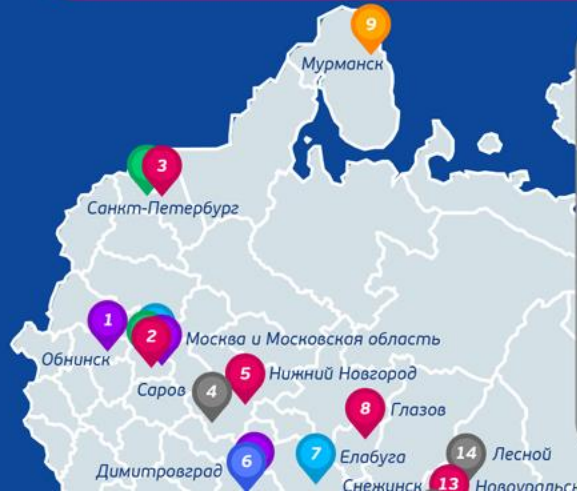 9
Мурманск
3
Санкт-Петербург
1
2
Москва и Московская область
Обнинск
5
Нижний Новгород
Саров
4
8
Глазов
Димитровград
6
7
Елабуга
14
Лесной
Снежинск
13
Новоуральск